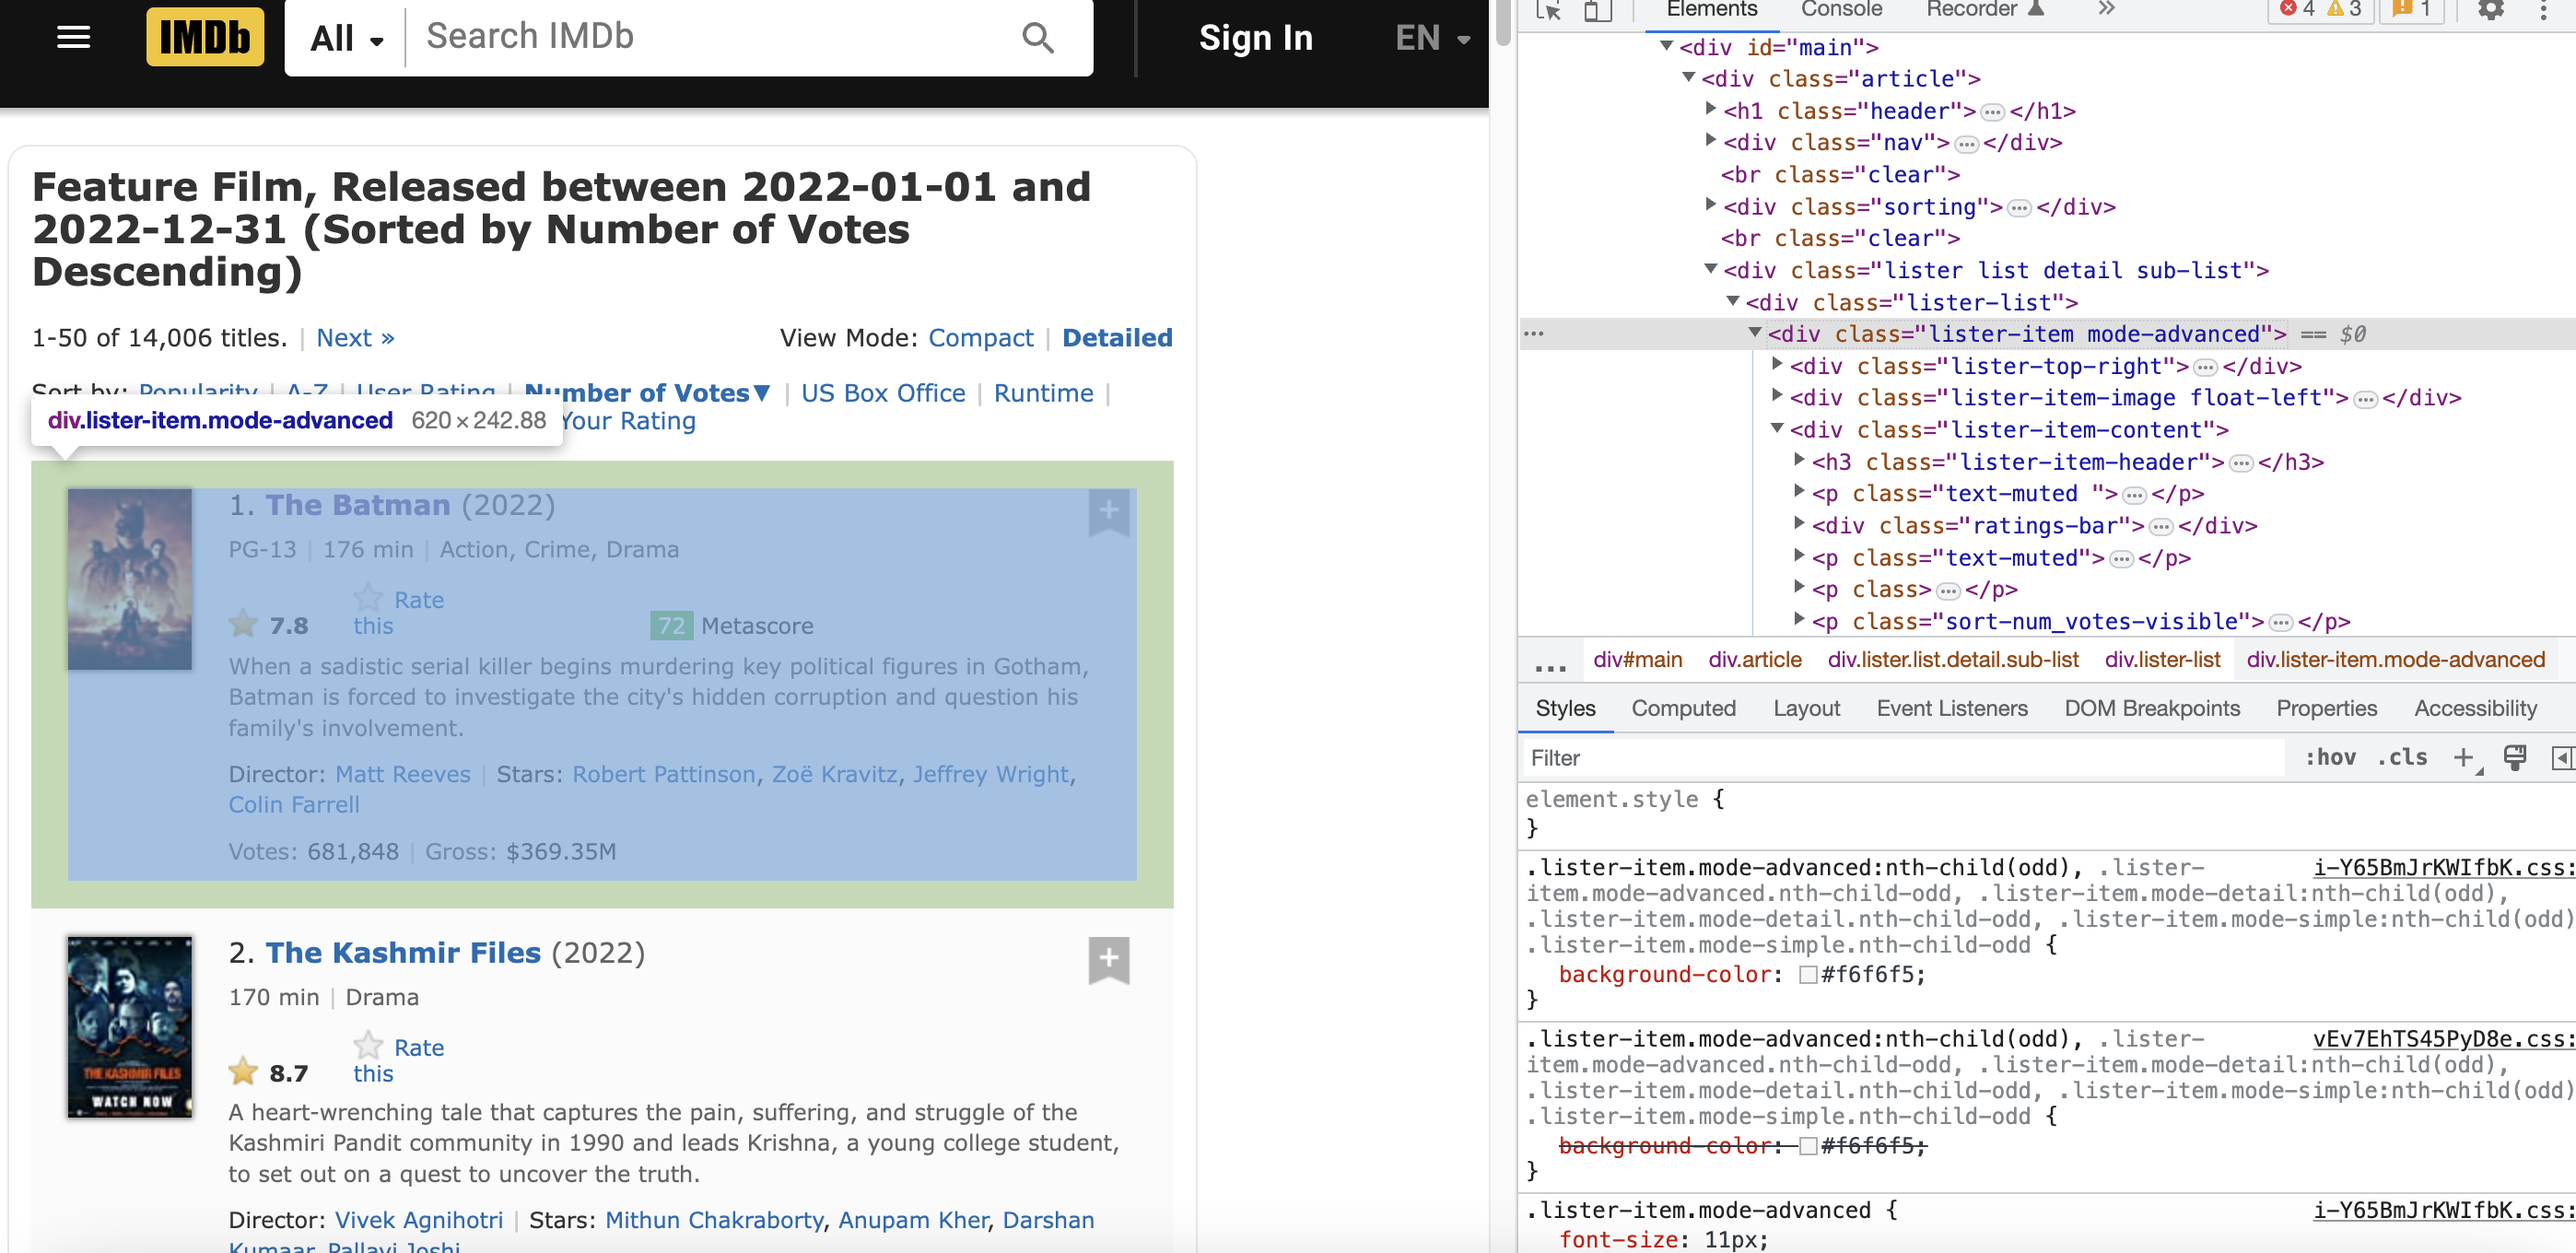 IMDb
All
Search IMDb
Sign In
EN
Feature Film, Released between 2022-01-01 and
2022-12-31 (Sorted by Number of Votes
Descending)
1-50 of 14,006 titles. | Next »
View Mode: Compact | Detailed
Sort by: Popularity | A-Z | User Rating | Number of Votes▼ | US Box Office | Runtime |
Your Rating
div.lister-item.mode-advanced 620 × 242.88
1. The Batman (2022)
PG-13 | 176 min | Action, Crime, Drama
Rate
7.8 this
72 Metascore
When a sadistic serial killer begins murdering key political figures in Gotham,
Batman is forced to investigate the city's hidden corruption and question his
family's involvement.
Director: Matt Reeves | Stars: Robert Pattinson, Zoë Kravitz, Jeffrey Wright,
Colin Farrell
Votes: 681,848 | Gross: $369.35M
THE KASHMIR FILES
WATCH NOW
2. The Kashmir Files (2022)
170 min | Drama
Rate
8.7 this
A heart-wrenching tale that captures the pain, suffering, and struggle of the
Kashmiri Pandit community in 1990 and leads Krishna, a young college student,
to set out on a quest to uncover the truth.
Director: Vivek Agnihotri | Stars: Mithun Chakraborty, Anupam Kher, Darshan
Kumaar, Pallavi Joshi
Elements Console Recorder » 4 3 1
<div id="main">
<div class="article">
<h1 class="header">…</h1>
<div class="nav">…</div>
<br class="clear">
<div class="sorting">…</div>
<br class="clear">
<div class="lister list detail sub-list">
<div class="lister-list">
… <div class="lister-item mode-advanced"> == $0
<div class="lister-top-right">…</div>
<div class="lister-item-image float-left">…</div>
<div class="lister-item-content">
<h3 class="lister-item-header">…</h3>
<p class="text-muted ">…</p>
<div class="ratings-bar">…</div>
<p class="text-muted">…</p>
<p class>…</p>
<p class="sort-num_votes-visible">…</p>
… div#main div.article div.lister.list.detail.sub-list div.lister-list div.lister-item.mode-advanced
Styles Computed Layout Event Listeners DOM Breakpoints Properties Accessibility
Filter :hov .cls +
element.style {
}
.lister-item.mode-advanced:nth-child(odd), .lister- i-Y65BmJrKWIfbK.css:
item.mode-advanced.nth-child-odd, .lister-item.mode-detail:nth-child(odd),
.lister-item.mode-detail.nth-child-odd, .lister-item.mode-simple:nth-child(odd)
.lister-item.mode-simple.nth-child-odd {
background-color: #f6f6f5;
}
.lister-item.mode-advanced:nth-child(odd), .lister- vEv7EhTS45PyD8e.css:
item.mode-advanced.nth-child-odd, .lister-item.mode-detail:nth-child(odd),
.lister-item.mode-detail.nth-child-odd, .lister-item.mode-simple:nth-child(odd)
.lister-item.mode-simple.nth-child-odd {
background-color: #f6f6f5;
}
.lister-item.mode-advanced { i-Y65BmJrKWIfbK.css:
font-size: 11px;